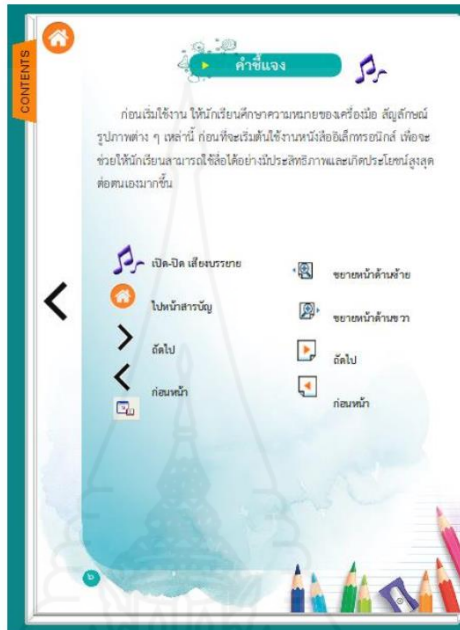 CONTENTS
คำชี้แจง
ก่อนเริ่มใช้งาน ให้นักเรียนศึกษาความหมายของเครื่องมือ สัญลักษณ์
รูปภาพต่าง ๆ เหล่านี้ ก่อนที่จะเริ่มต้นใช้งานหนังสืออิเล็กทรอนิกส์ เพื่อจะ
ช่วยให้นักเรียนสามารถใช้สื่อได้อย่างมีประสิทธิภาพและเกิดประโยชน์สูงสุด
ต่อตนเองมากขึ้น
เปิด-ปิด เสียงบรรยาย
ขยายหน้าด้านซ้าย
ไปหน้าสารบัญ
ขยายหน้าด้านขวา
ถัดไป
ถัดไป
ก่อนหน้า
ก่อนหน้า
๖